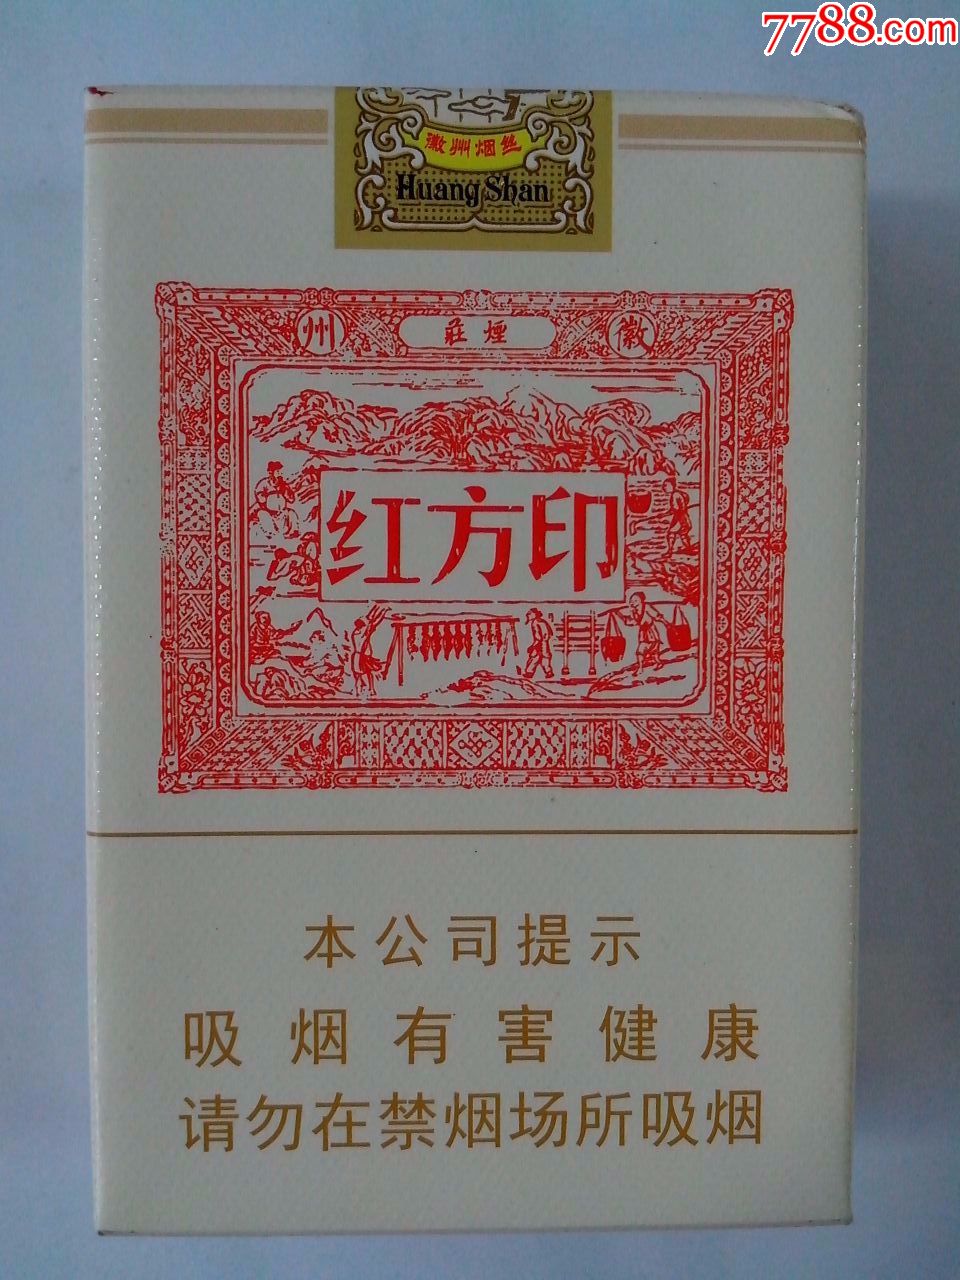 7788.com
徽州烟丝
Huang Shan
州 莊煙 徽
红方印
本公司提示
吸烟有害健康
请勿在禁烟场所吸烟